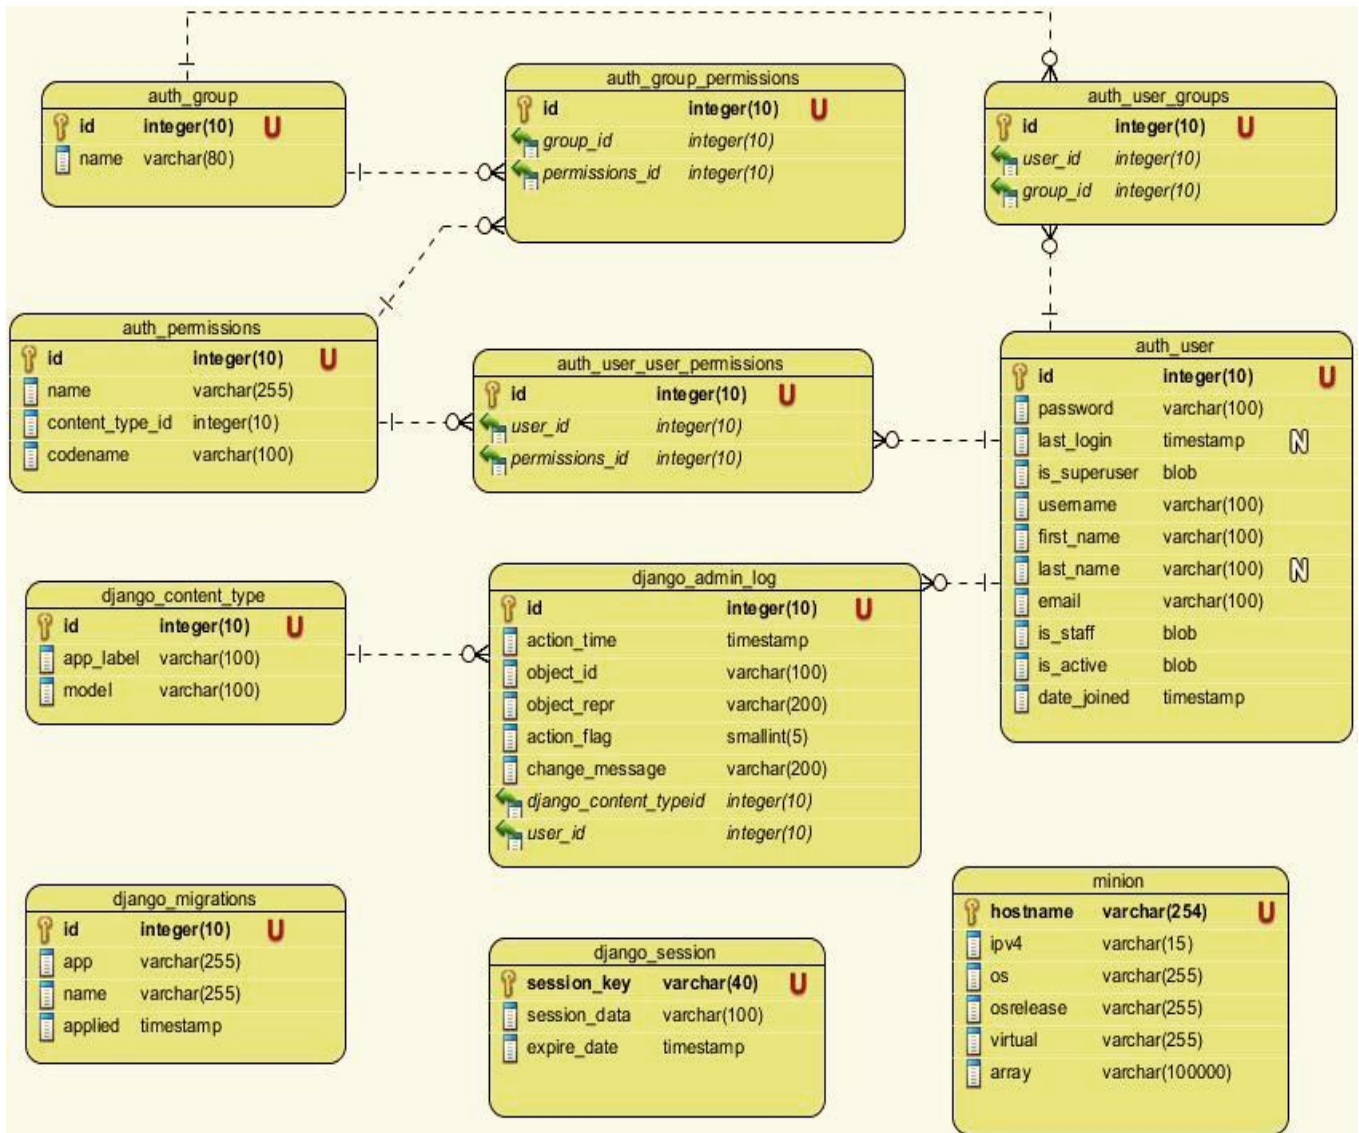 auth_group
id integer(10) U
name varchar(80)
auth_group_permissions
id integer(10) U
group_id integer(10)
permissions_id integer(10)
auth_user_groups
id integer(10) U
user_id integer(10)
group_id integer(10)
auth_permissions
id integer(10) U
name varchar(255)
content_type_id integer(10)
codename varchar(100)
auth_user_user_permissions
id integer(10) U
user_id integer(10)
permissions_id integer(10)
auth_user
id integer(10) U
password varchar(100)
last_login timestamp N
is_superuser blob
username varchar(100)
first_name varchar(100)
last_name varchar(100) N
email varchar(100)
is_staff blob
is_active blob
date_joined timestamp
django_content_type
id integer(10) U
app_label varchar(100)
model varchar(100)
django_admin_log
id integer(10) U
action_time timestamp
object_id varchar(100)
object_repr varchar(200)
action_flag smallint(5)
change_message varchar(200)
django_content_typeid integer(10)
user_id integer(10)
django_migrations
id integer(10) U
app varchar(255)
name varchar(255)
applied timestamp
django_session
session_key varchar(40) U
session_data varchar(100)
expire_date timestamp
minion
hostname varchar(254) U
ipv4 varchar(15)
os varchar(255)
osrelease varchar(255)
virtual varchar(255)
array varchar(100000)